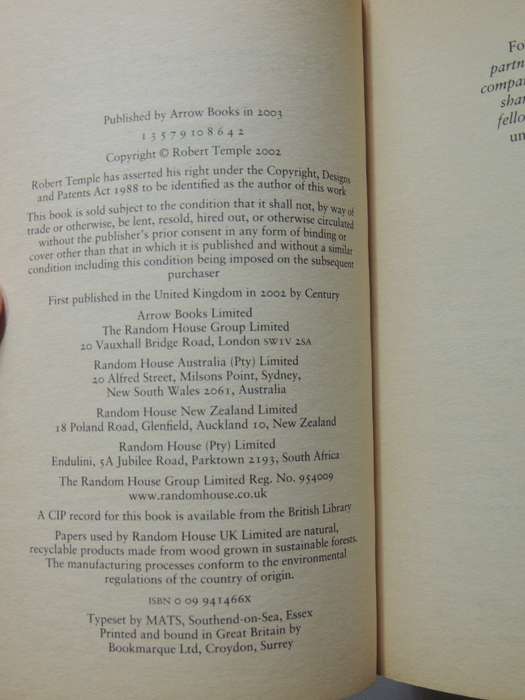 Published by Arrow Books in 2003
1 3 5 7 9 10 8 6 4 2
Copyright © Robert Temple 2002
Robert Temple has asserted his right under the Copyright, Designs
and Patents Act 1988 to be identified as the author of this work
This book is sold subject to the condition that it shall not, by way of
trade or otherwise, be lent, resold, hired out, or otherwise circulated
without the publisher's prior consent in any form of binding or
cover other than that in which it is published and without a similar
condition including this condition being imposed on the subsequent
purchaser
First published in the United Kingdom in 2002 by Century
Arrow Books Limited
The Random House Group Limited
20 Vauxhall Bridge Road, London SW1V 2SA
Random House Australia (Pty) Limited
20 Alfred Street, Milsons Point, Sydney,
New South Wales 2061, Australia
Random House New Zealand Limited
18 Poland Road, Glenfield, Auckland 10, New Zealand
Random House (Pty) Limited
Endulini, 5A Jubilee Road, Parktown 2193, South Africa
The Random House Group Limited Reg. No. 954009
www.randomhouse.co.uk
A CIP record for this book is available from the British Library
Papers used by Random House UK Limited are natural,
recyclable products made from wood grown in sustainable forests.
The manufacturing processes conform to the environmental
regulations of the country of origin.
ISBN 0 09 941466X
Typeset by MATS, Southend-on-Sea, Essex
Printed and bound in Great Britain by
Bookmarque Ltd, Croydon, Surrey